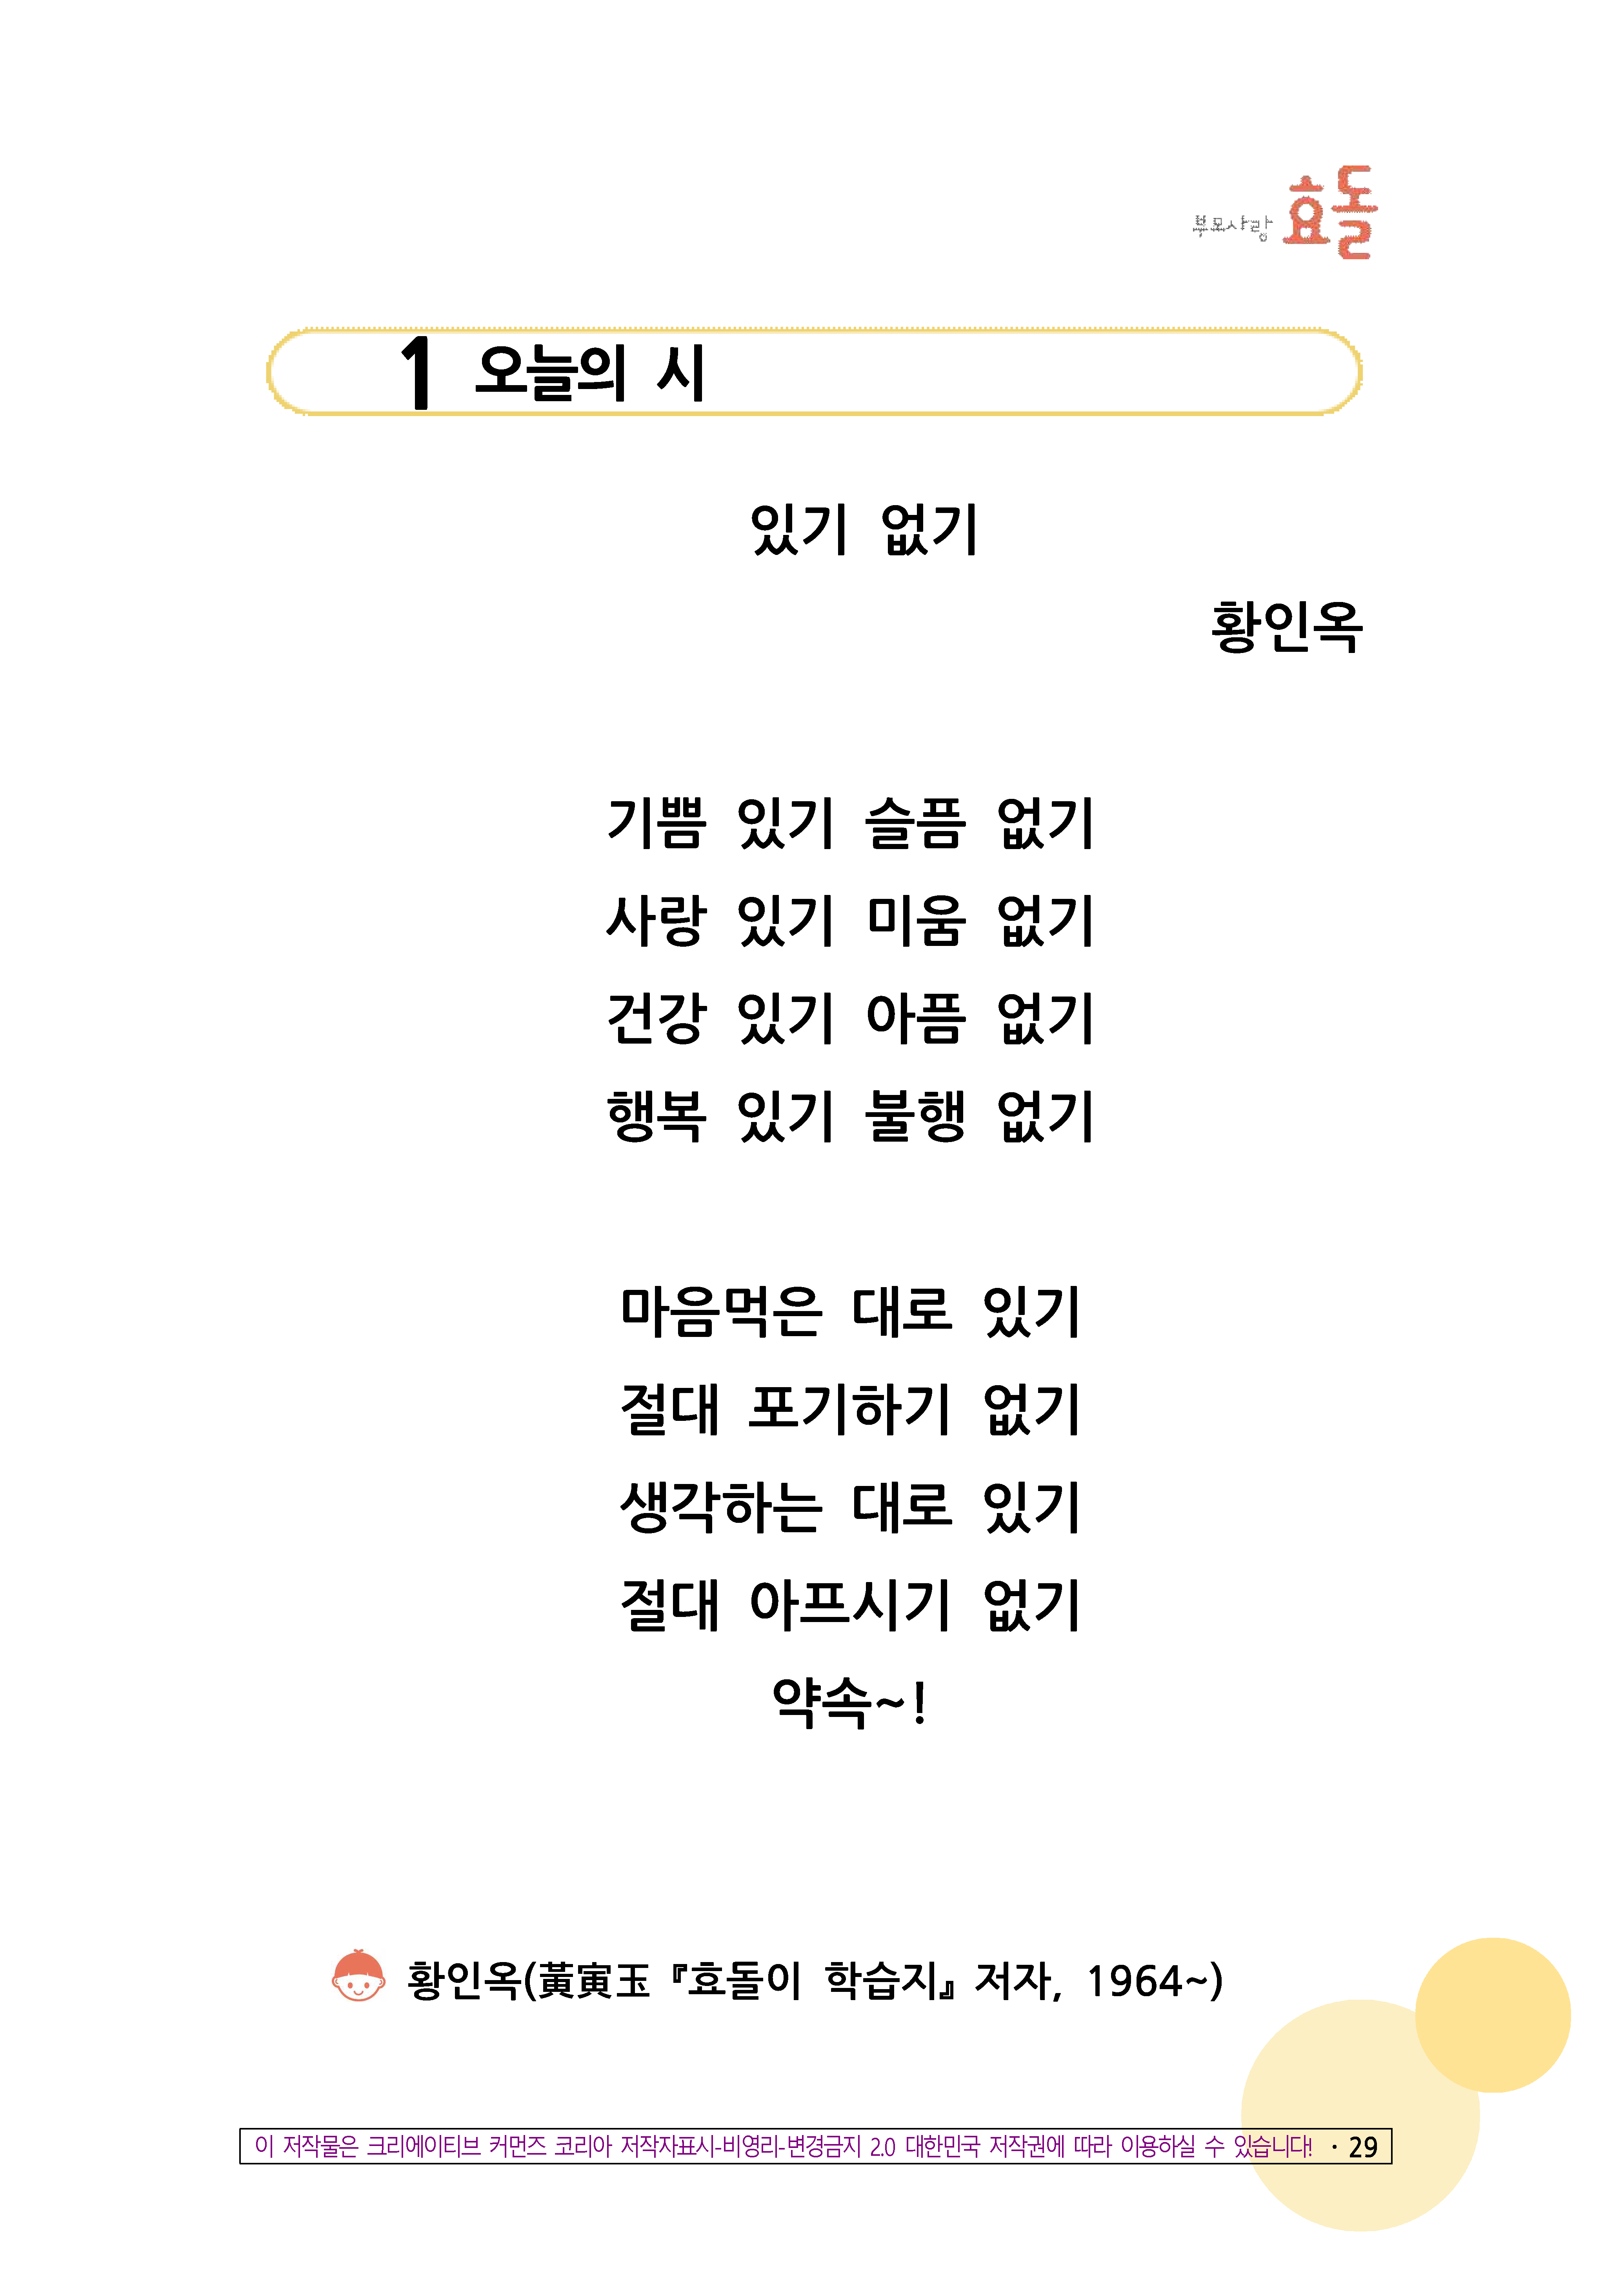 부모사랑 효돌
1 오늘의 시
있기 없기
황인옥
기쁨 있기 슬픔 없기
사랑 있기 미움 없기
건강 있기 아픔 없기
행복 있기 불행 없기
마음먹은 대로 있기
절대 포기하기 없기
생각하는 대로 있기
절대 아프시기 없기
약속~!
황인옥(黃寅玉『효돌이 학습지』저자, 1964~)
이 저작물은 크리에이티브 커먼즈 코리아 저작자표시-비영리-변경금지 2.0 대한민국 저작권에 따라 이용하실 수 있습니다! · 29